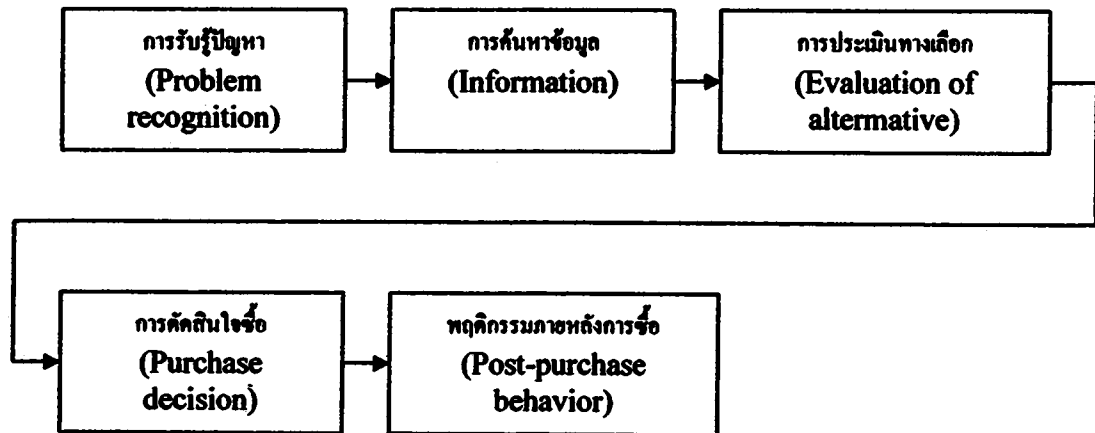 การรับรู้ปัญหา
(Problem
recognition)
การค้นหาข้อมูล
(Information)
การประเมินทางเลือก
(Evaluation of
altermative)
การตัดสินใจซื้อ
(Purchase
decision)
พฤติกรรมภายหลังการซื้อ
(Post-purchase
behavior)